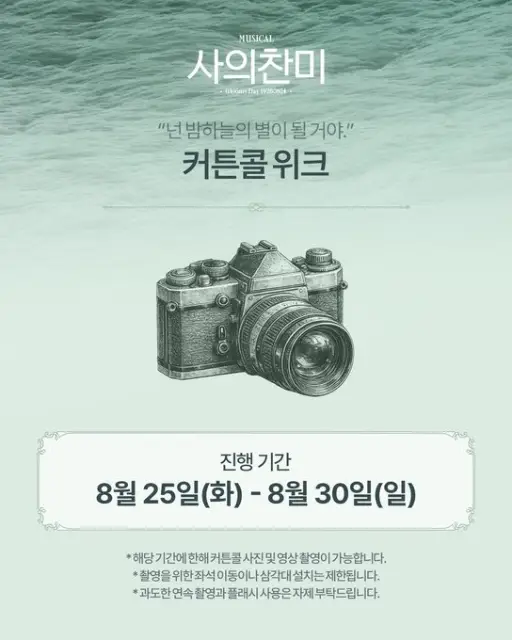 MUSICAL
사의찬미
"넌 밤하늘의 별이 될 거야."
커튼콜 위크
진행 기간
8월 25일(화) - 8월 30일(일)
* 해당 기간에 한해 커튼콜 사진 및 영상 촬영이 가능합니다.
* 촬영을 위한 좌석 이동이나 삼각대 설치는 제한됩니다.
* 과도한 연속 촬영과 플래시 사용은 자제 부탁드립니다.